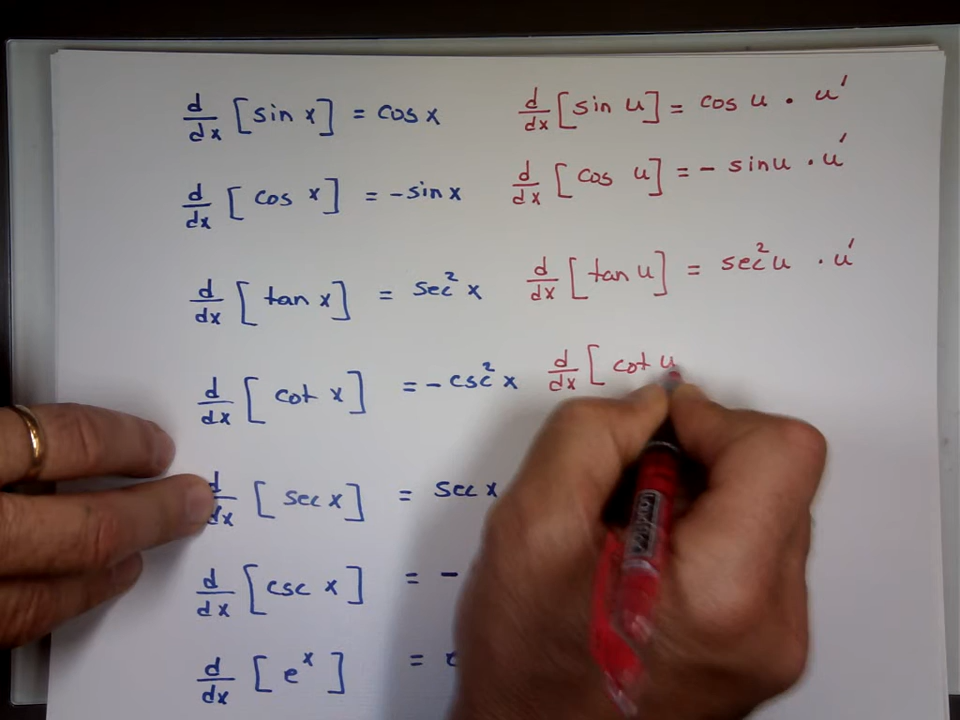 d/dx [sin x] = cos x d/dx [sin u] = cos u · u'
d/dx [cos x] = -sin x d/dx [cos u] = - sin u · u'
d/dx [tan x] = sec² x d/dx [tan u] = sec² u · u'
d/dx [cot x] = -csc² x d/dx [cot u
d/dx [sec x] = sec x
d/dx [csc x] = -
d/dx [e^x] =